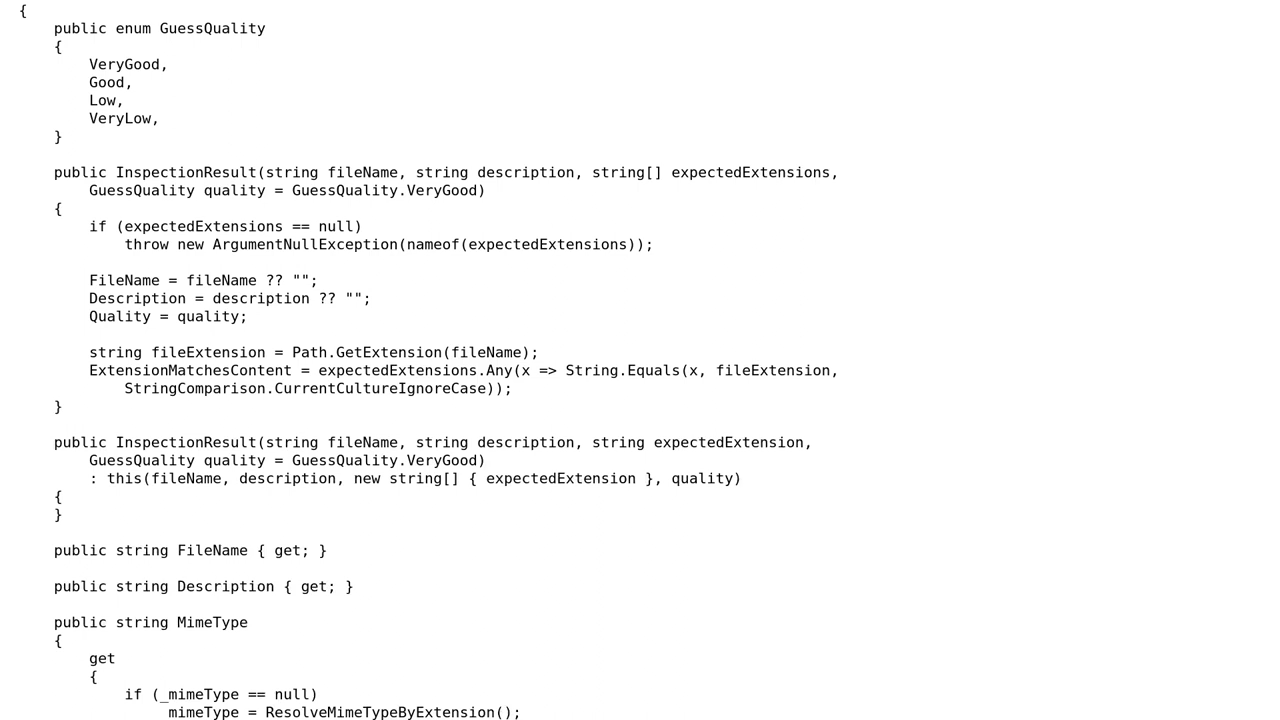 {
    public enum GuessQuality
    {
        VeryGood,
        Good,
        Low,
        VeryLow,
    }

    public InspectionResult(string fileName, string description, string[] expectedExtensions,
        GuessQuality quality = GuessQuality.VeryGood)
    {
        if (expectedExtensions == null)
            throw new ArgumentNullException(nameof(expectedExtensions));

        FileName = fileName ?? "";
        Description = description ?? "";
        Quality = quality;

        string fileExtension = Path.GetExtension(fileName);
        ExtensionMatchesContent = expectedExtensions.Any(x => String.Equals(x, fileExtension,
            StringComparison.CurrentCultureIgnoreCase));
    }

    public InspectionResult(string fileName, string description, string expectedExtension,
        GuessQuality quality = GuessQuality.VeryGood)
        : this(fileName, description, new string[] { expectedExtension }, quality)
    {
    }

    public string FileName { get; }

    public string Description { get; }

    public string MimeType
    {
        get
        {
            if (_mimeType == null)
                mimeType = ResolveMimeTypeByExtension();